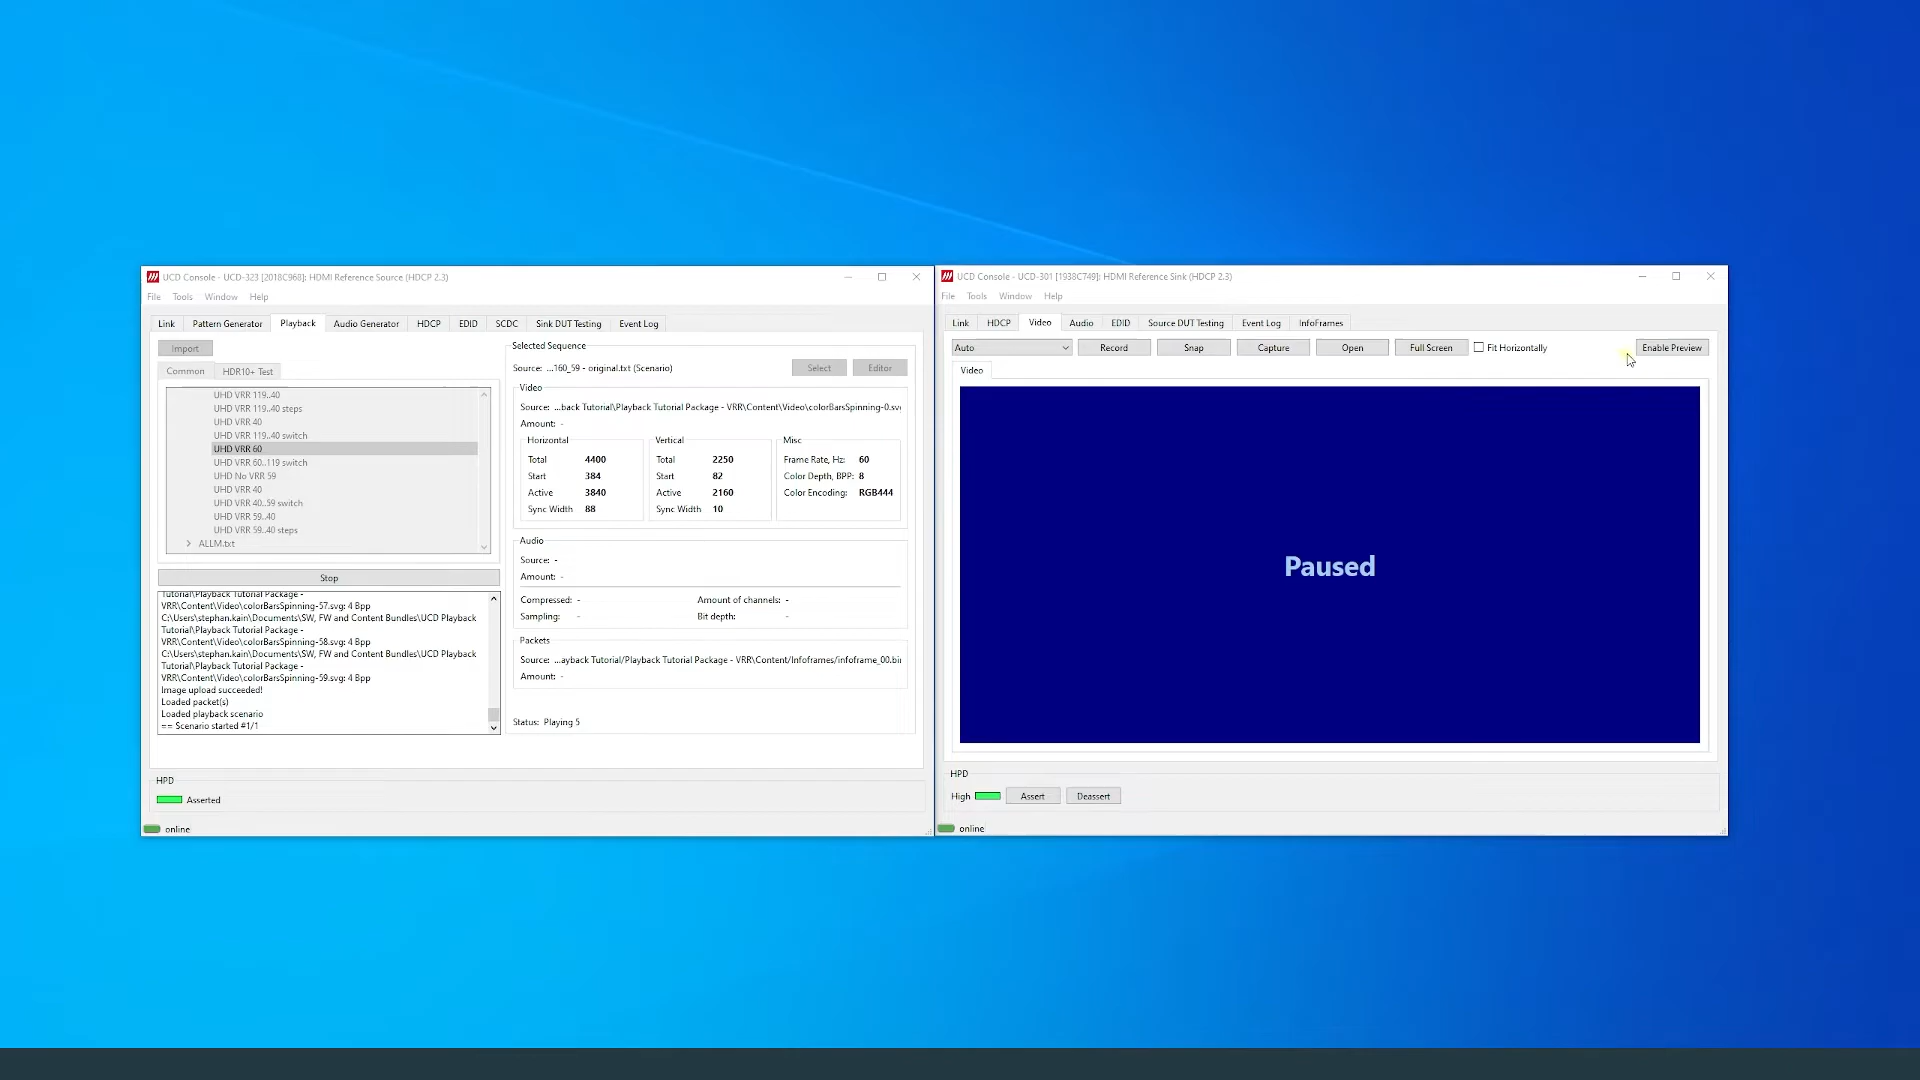 UCD Console - UCD-323 [2018C968]: HDMI Reference Source (HDCP 2.3)
File Tools Window Help
Link Pattern Generator Playback Audio Generator HDCP EDID SCDC Sink DUT Testing Event Log
Import
Common HDR10+ Test
UHD VRR 119..40
UHD VRR 119..40 steps
UHD VRR 40
UHD VRR 119..40 switch
UHD VRR 60
UHD VRR 60..119 switch
UHD No VRR 59
UHD VRR 40
UHD VRR 40..59 switch
UHD VRR 59..40
UHD VRR 59..40 steps
ALLM.txt
Stop
Tutorial\Playback Tutorial Package -
VRR\Content\Video\colorBarsSpinning-57.svg: 4 Bpp
C:\Users\stephan.kain\Documents\SW, FW and Content Bundles\UCD Playback
Tutorial\Playback Tutorial Package -
VRR\Content\Video\colorBarsSpinning-58.svg: 4 Bpp
C:\Users\stephan.kain\Documents\SW, FW and Content Bundles\UCD Playback
Tutorial\Playback Tutorial Package -
VRR\Content\Video\colorBarsSpinning-59.svg: 4 Bpp
Image upload succeeded!
Loaded packet(s)
Loaded playback scenario
== Scenario started #1/1
Selected Sequence
Source: ...160_59 - original.txt (Scenario) Select Editor
Video
Source: ...back Tutorial\Playback Tutorial Package - VRR\Content\Video\colorBarsSpinning-0.svg
Amount: -
Horizontal Vertical Misc
Total 4400 Total 2250 Frame Rate, Hz: 60
Start 384 Start 82 Color Depth, BPP: 8
Active 3840 Active 2160 Color Encoding: RGB444
Sync Width 88 Sync Width 10
Audio
Source: -
Amount: -
Compressed: - Amount of channels: -
Sampling: - Bit depth: -
Packets
Source: ...ayback Tutorial/Playback Tutorial Package - VRR\Content/Infoframes/infoframe_00.bin
Amount: -
Status: Playing 5
HPD
Asserted
online
UCD Console - UCD-301 [1938C749]: HDMI Reference Sink (HDCP 2.3)
File Tools Window Help
Link HDCP Video Audio EDID Source DUT Testing Event Log InfoFrames
Auto Record Snap Capture Open Full Screen Fit Horizontally Enable Preview
Video
Paused
HPD
High Assert Deassert
online